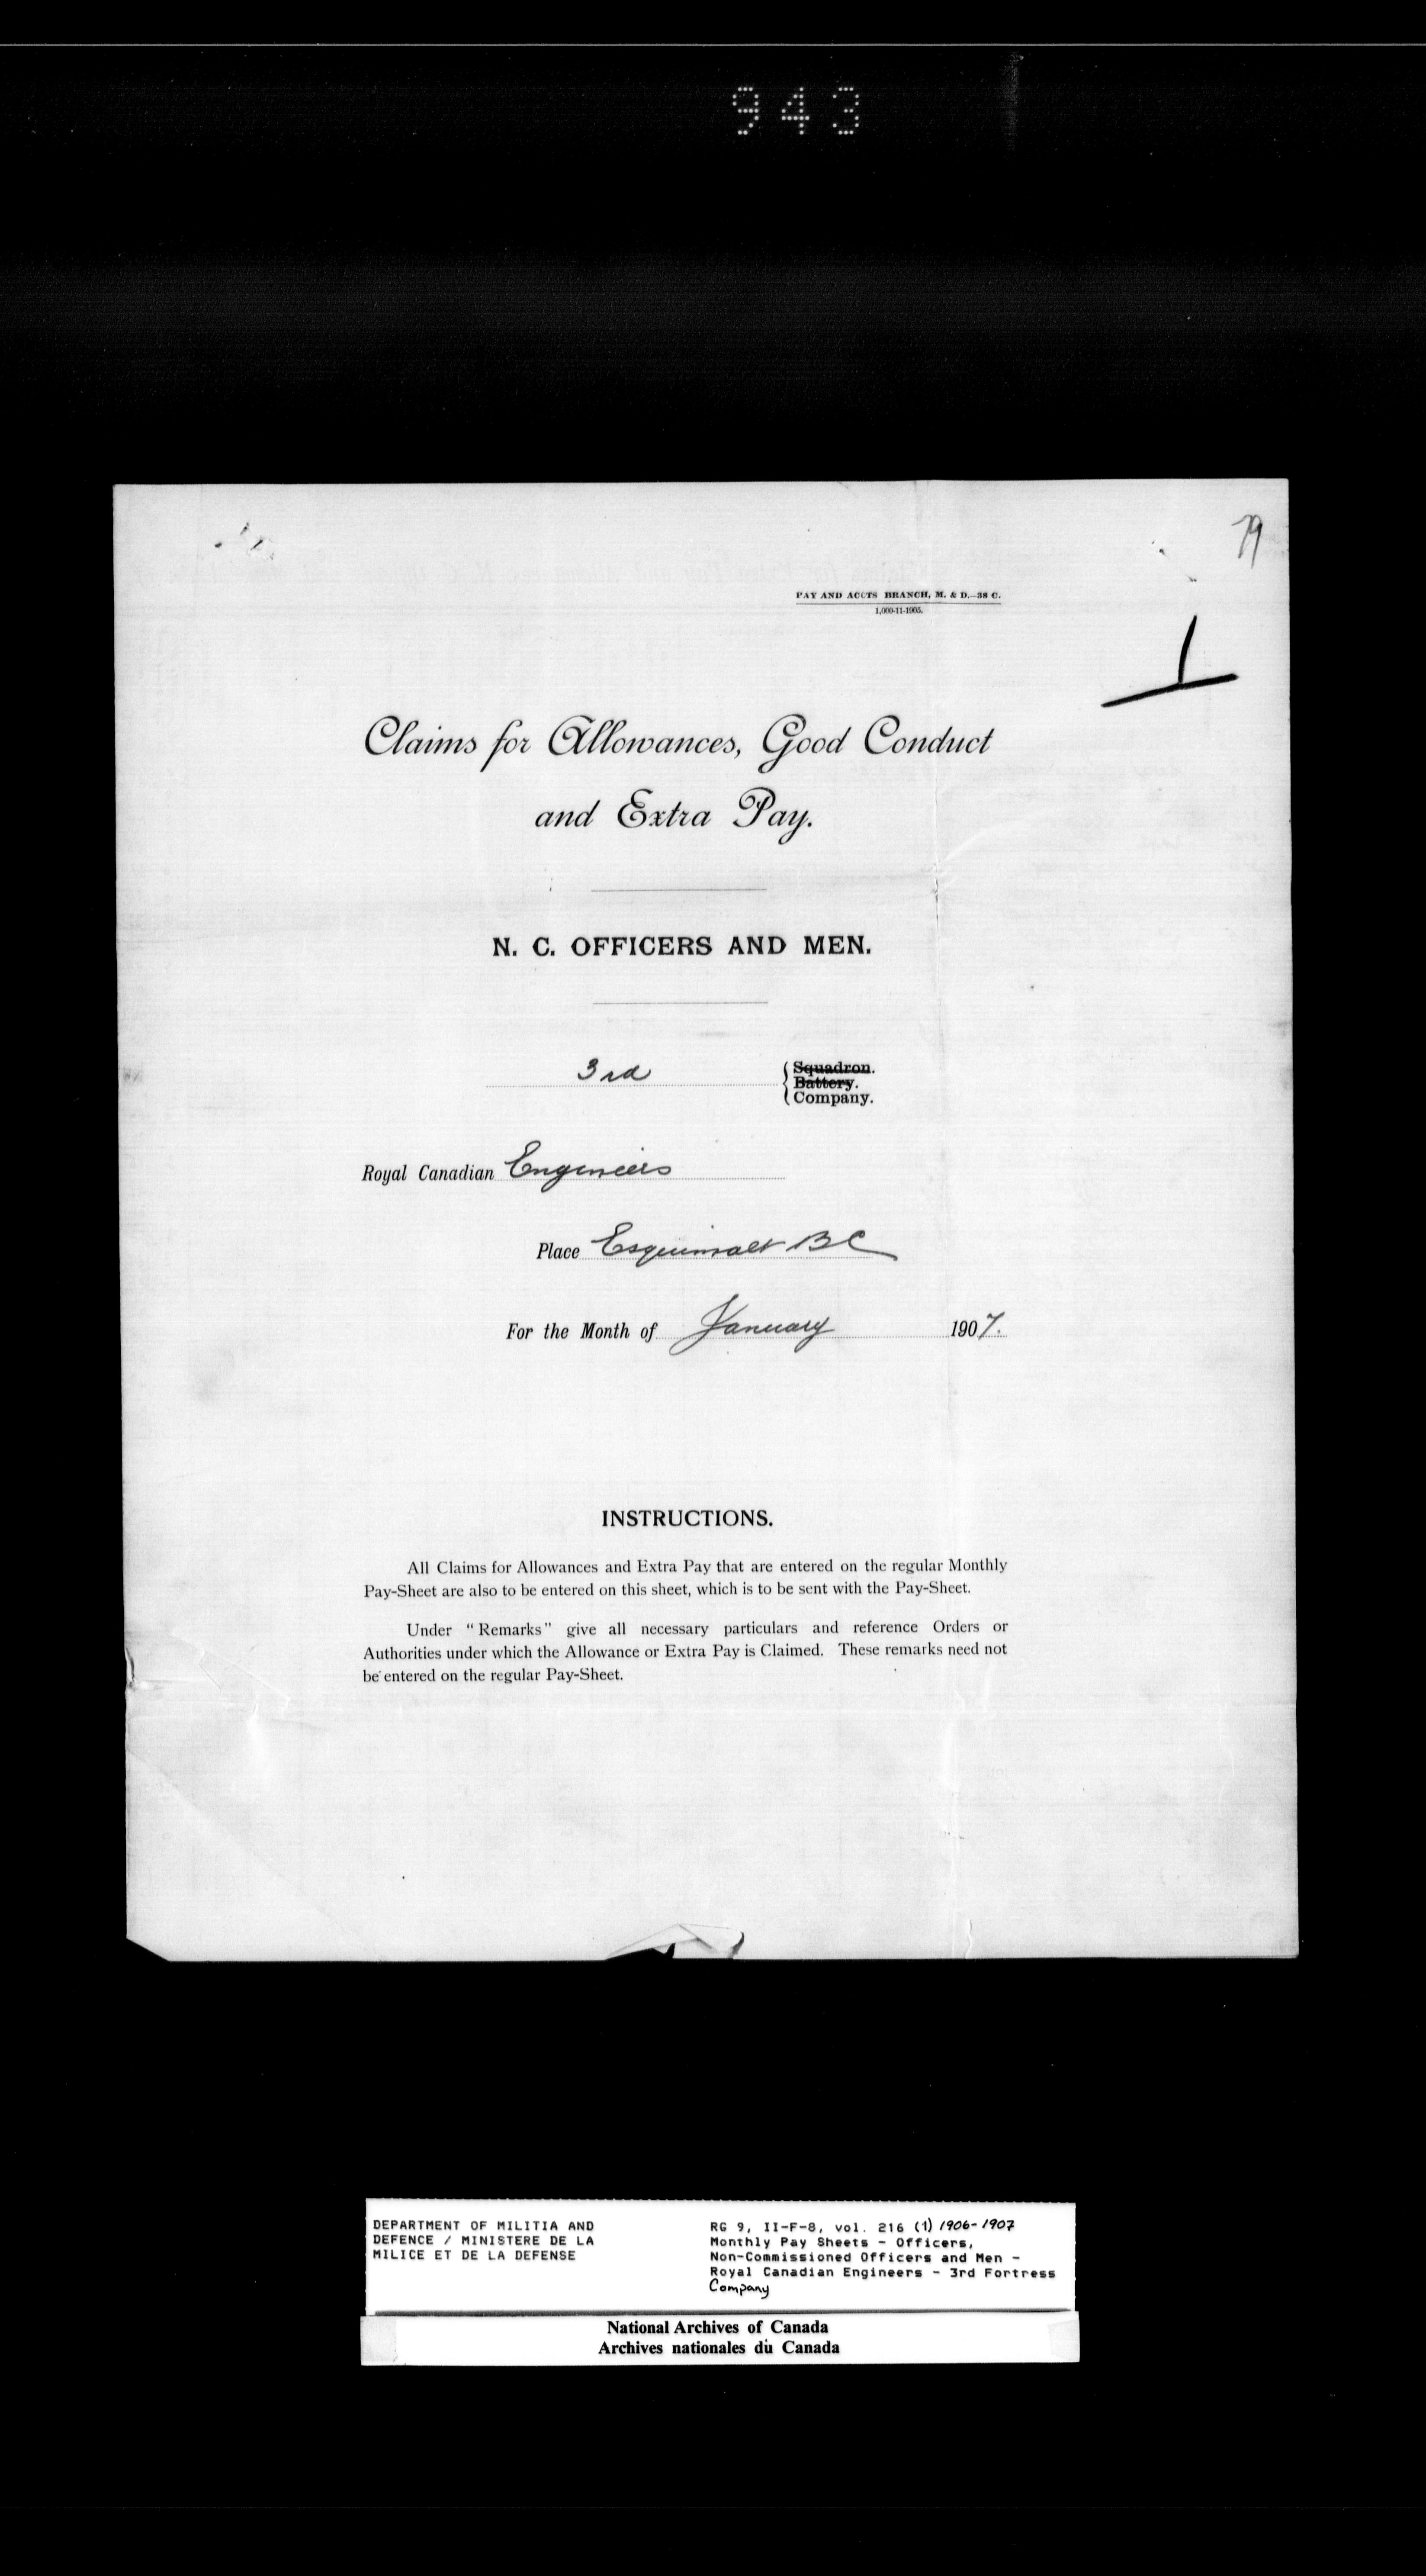 943
79
PAY AND ACCTS BRANCH, M. & D.—38 C.
1,000-11-1905.
1
Claims for Allowances, Good Conduct
and Extra Pay.
N. C. OFFICERS AND MEN.
3rd
Squadron.
Battery.
Company.
Royal Canadian Engineers
Place Esquimalt BC
For the Month of January 1907.
INSTRUCTIONS.
All Claims for Allowances and Extra Pay that are entered on the regular Monthly
Pay-Sheet are also to be entered on this sheet, which is to be sent with the Pay-Sheet.
Under "Remarks" give all necessary particulars and reference Orders or
Authorities under which the Allowance or Extra Pay is Claimed. These remarks need not
be entered on the regular Pay-Sheet.
DEPARTMENT OF MILITIA AND
DEFENCE / MINISTERE DE LA
MILICE ET DE LA DEFENSE
RG 9, II-F-8, vol. 216 (1) 1906-1907
Monthly Pay Sheets - Officers,
Non-Commissioned Officers and Men -
Royal Canadian Engineers - 3rd Fortress
Company
National Archives of Canada
Archives nationales du Canada